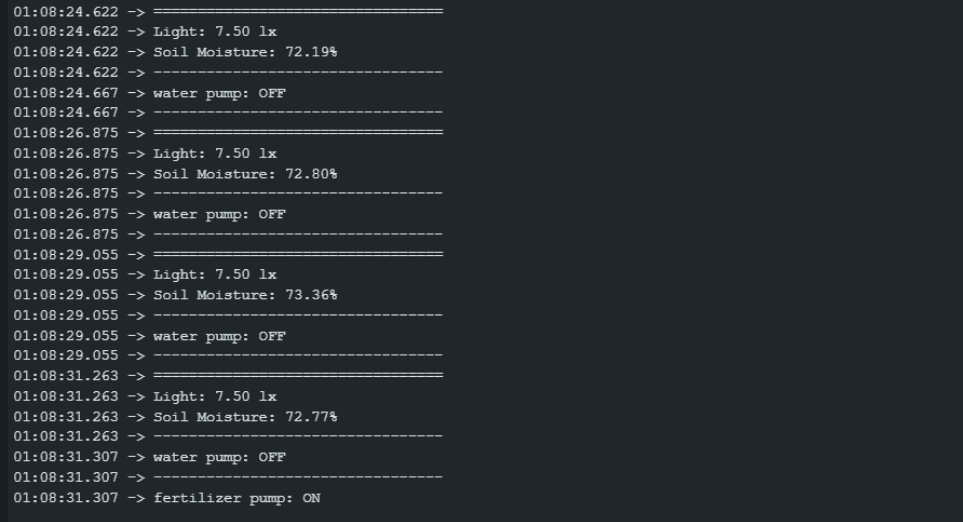 01:08:24.622 -> =================================
01:08:24.622 -> Light: 7.50 lx
01:08:24.622 -> Soil Moisture: 72.19%
01:08:24.622 -> ---------------------------------
01:08:24.667 -> water pump: OFF
01:08:24.667 -> ---------------------------------
01:08:26.875 -> =================================
01:08:26.875 -> Light: 7.50 lx
01:08:26.875 -> Soil Moisture: 72.80%
01:08:26.875 -> ---------------------------------
01:08:26.875 -> water pump: OFF
01:08:26.875 -> ---------------------------------
01:08:29.055 -> =================================
01:08:29.055 -> Light: 7.50 lx
01:08:29.055 -> Soil Moisture: 73.36%
01:08:29.055 -> ---------------------------------
01:08:29.055 -> water pump: OFF
01:08:29.055 -> ---------------------------------
01:08:31.263 -> =================================
01:08:31.263 -> Light: 7.50 lx
01:08:31.263 -> Soil Moisture: 72.77%
01:08:31.263 -> ---------------------------------
01:08:31.307 -> water pump: OFF
01:08:31.307 -> ---------------------------------
01:08:31.307 -> fertilizer pump: ON